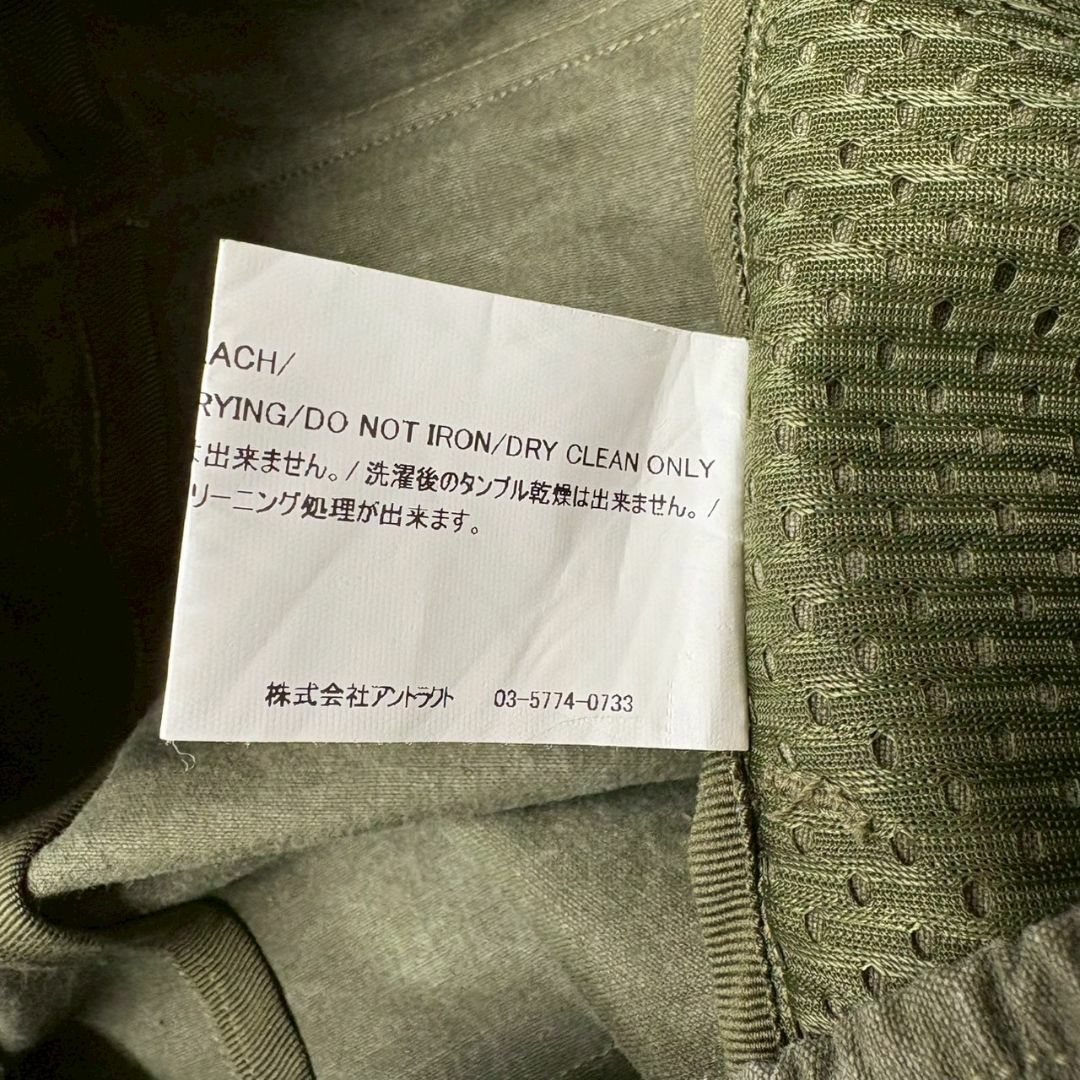 ACH/
RYING/DO NOT IRON/DRY CLEAN ONLY
は出来ません。/ 洗濯後のタンブル乾燥は出来ません。/
リーニング処理が出来ます。
株式会社アントラクト 03-5774-0733